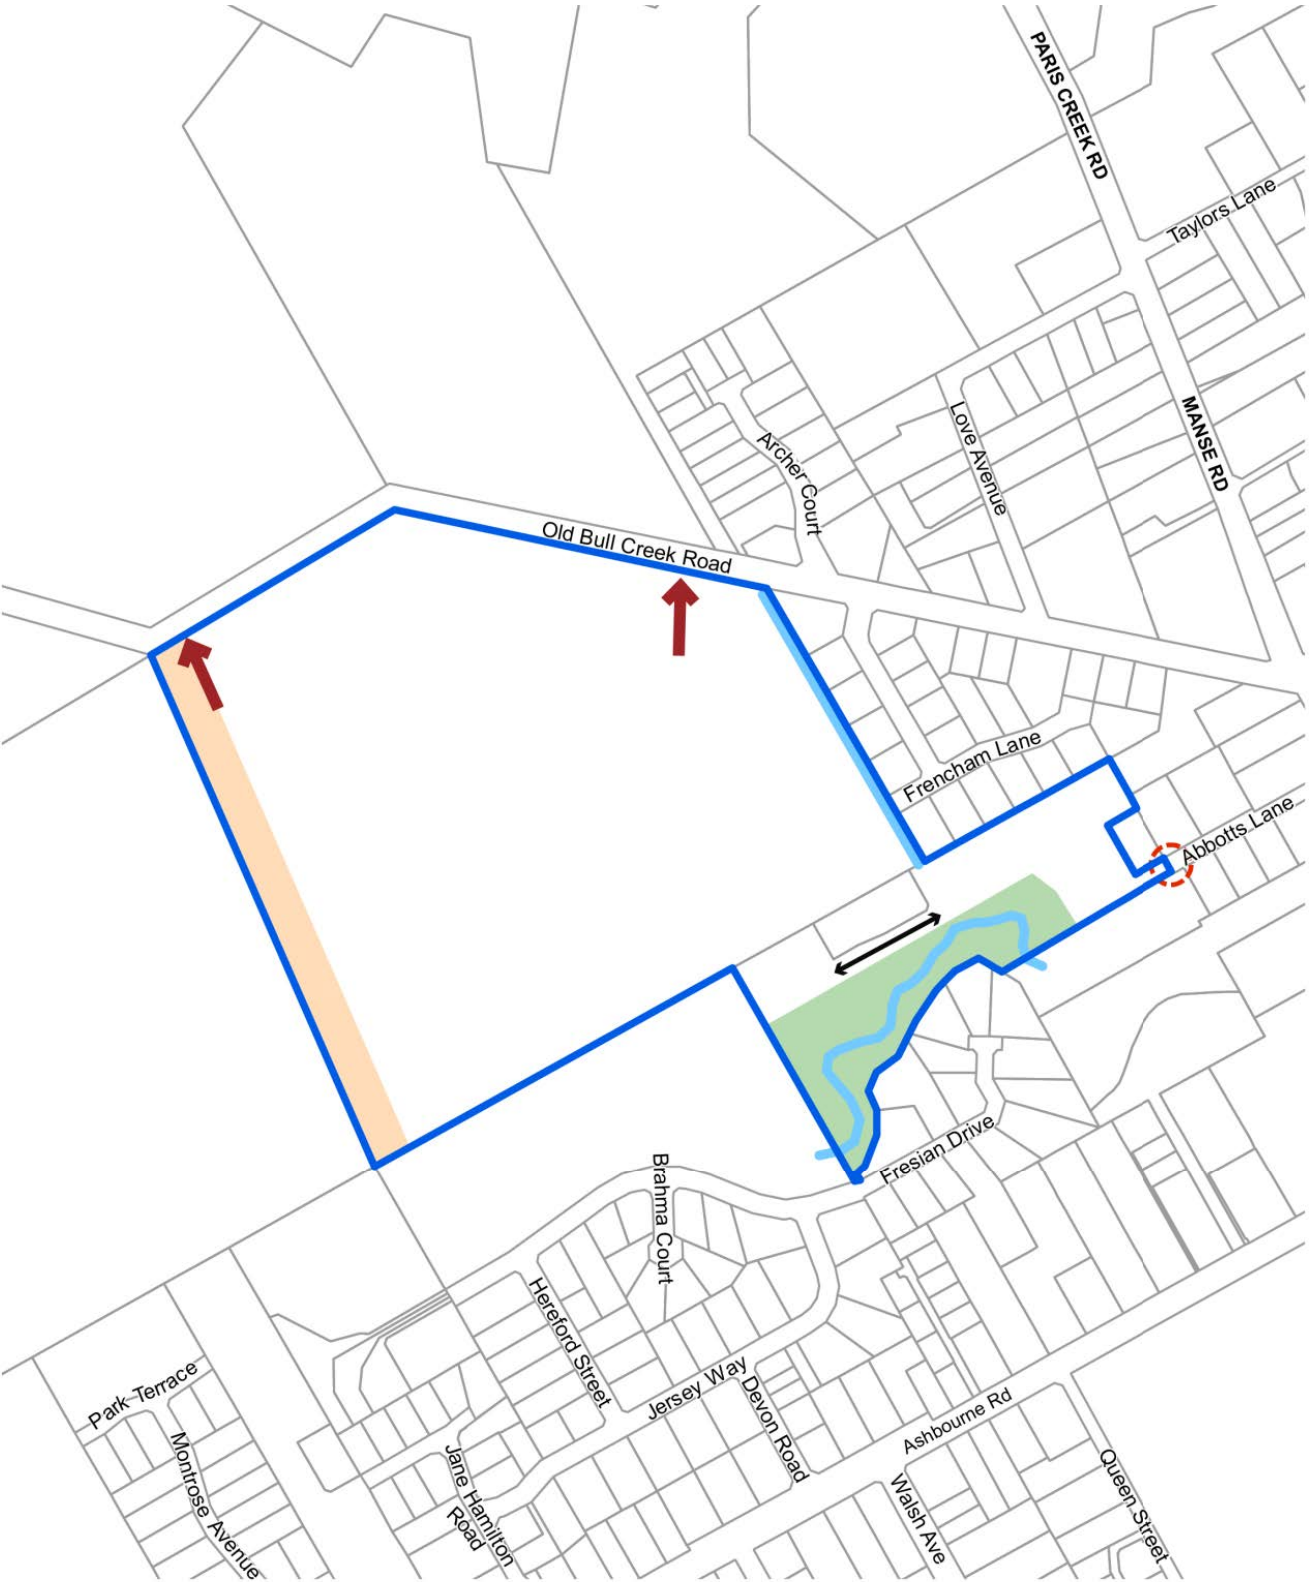 PARIS CREEK RD
Taylors Lane
MANSE RD
Love Avenue
Archer Court
Old Bull Creek Road
Frencham Lane
Abbotts Lane
Fresian Drive
Brahma Court
Hereford Street
Jersey Way
Devon Road
Ashbourne Rd
Park Terrace
Montrose Avenue
Jane Hamilton
Road
Walsh Ave
Queen Street